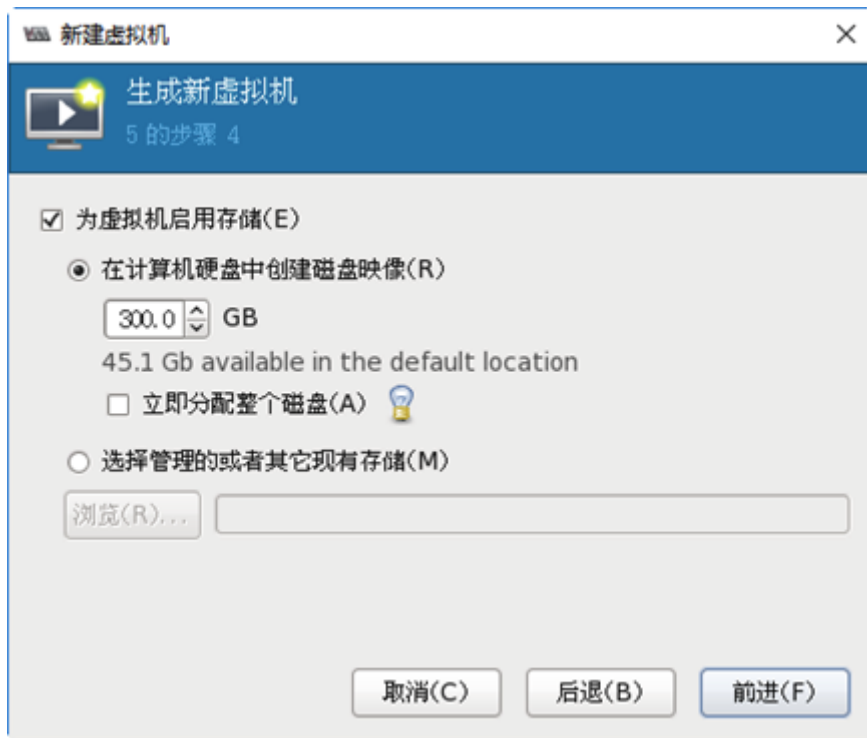 新建虚拟机
生成新虚拟机
5 的步骤 4
为虚拟机启用存储(E)
在计算机硬盘中创建磁盘映像(R)
300.0 GB
45.1 Gb available in the default location
立即分配整个磁盘(A)
选择管理的或者其它现有存储(M)
浏览(R)...
取消(C) 后退(B) 前进(F)